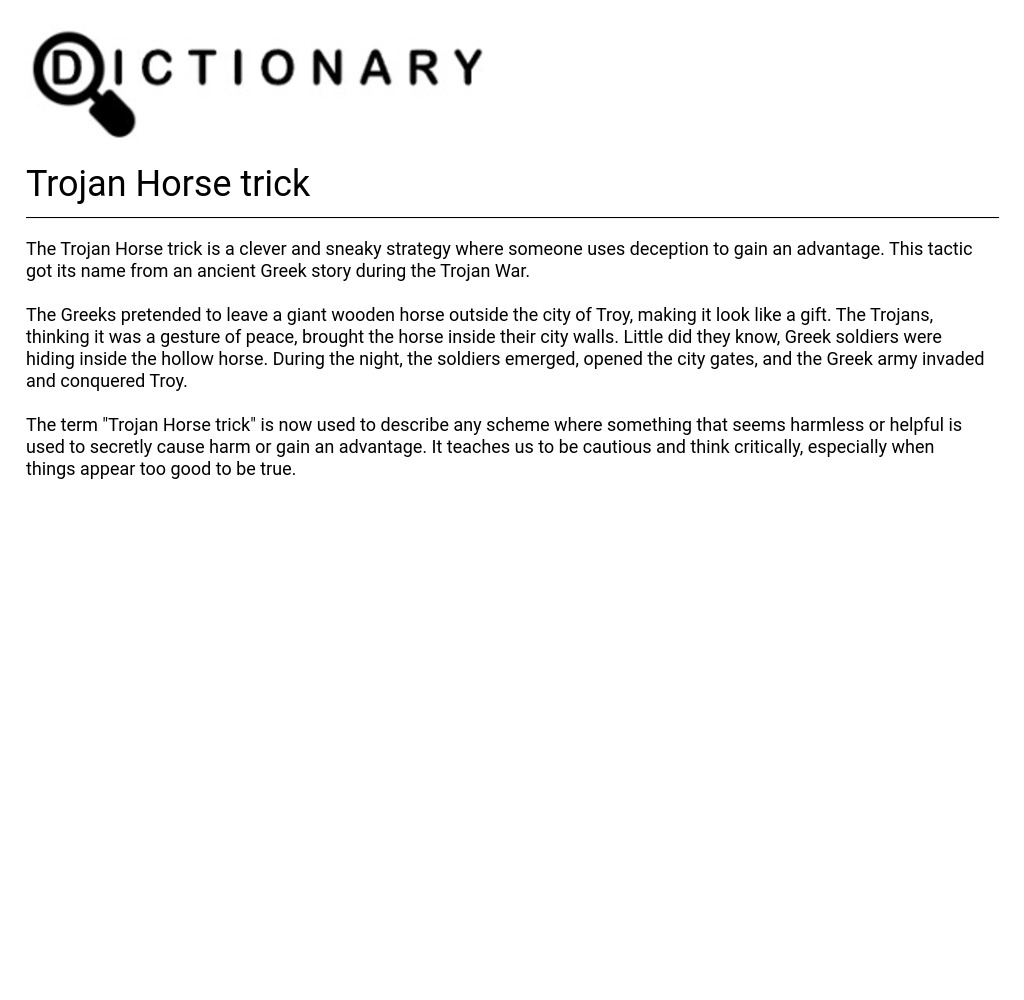 DICTIONARY
Trojan Horse trick
The Trojan Horse trick is a clever and sneaky strategy where someone uses deception to gain an advantage. This tactic
got its name from an ancient Greek story during the Trojan War.
The Greeks pretended to leave a giant wooden horse outside the city of Troy, making it look like a gift. The Trojans,
thinking it was a gesture of peace, brought the horse inside their city walls. Little did they know, Greek soldiers were
hiding inside the hollow horse. During the night, the soldiers emerged, opened the city gates, and the Greek army invaded
and conquered Troy.
The term "Trojan Horse trick" is now used to describe any scheme where something that seems harmless or helpful is
used to secretly cause harm or gain an advantage. It teaches us to be cautious and think critically, especially when
things appear too good to be true.